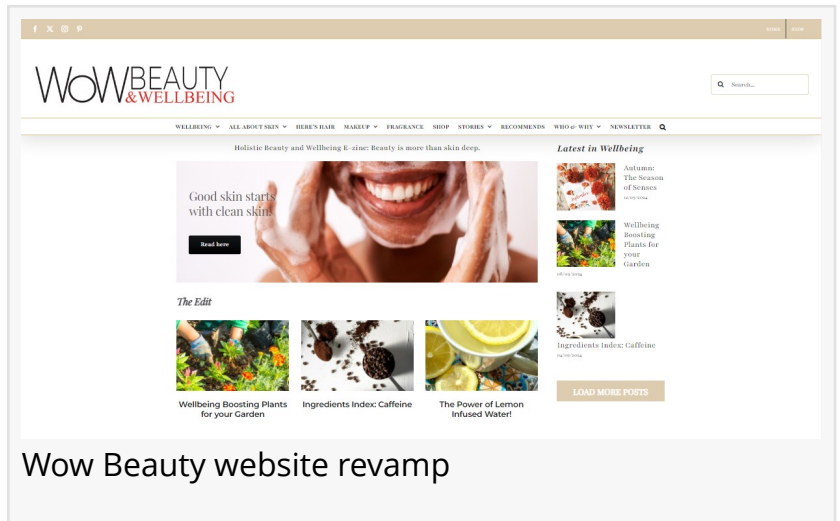 WOWBEAUTY
&WELLBEING
Search...
WELLBEING ALL ABOUT SKIN HERE'S HAIR MAKEUP FRAGRANCE SHOP STORIES RECOMMENDS WHO & WHY NEWSLETTER
Holistic Beauty and Wellbeing E-zine: Beauty is more than skin deep.
Good skin starts
with clean skin!
Read here
The Edit
Wellbeing Boosting Plants
for your Garden
Ingredients Index: Caffeine
The Power of Lemon
Infused Water!
Latest in Wellbeing
Autumn:
The Season
of Senses
Wellbeing
Boosting
Plants for
your
Garden
Ingredients Index: Caffeine
LOAD MORE POSTS
Wow Beauty website revamp